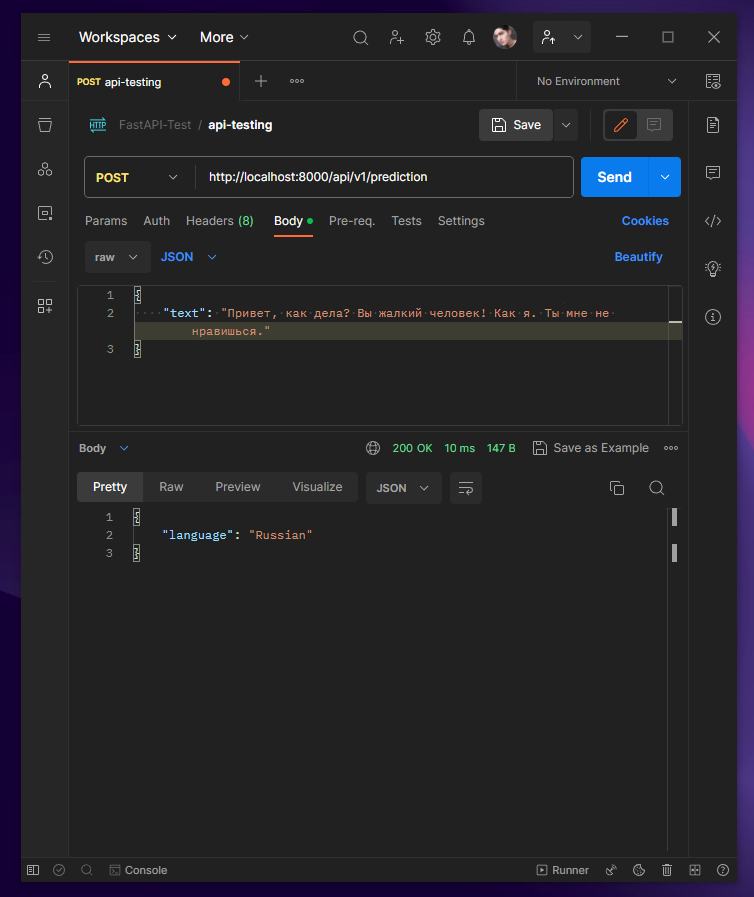 Workspaces More
POST api-testing No Environment
HTTP FastAPI-Test / api-testing Save
POST http://localhost:8000/api/v1/prediction Send
Params Auth Headers (8) Body Pre-req. Tests Settings Cookies
raw JSON Beautify
1 {
2 "text": "Привет, как дела? Вы жалкий человек! Как я. Ты мне не
нравишься."
3 }
Body 200 OK 10 ms 147 B Save as Example
Pretty Raw Preview Visualize JSON
1 {
2 "language": "Russian"
3 }
Console Runner